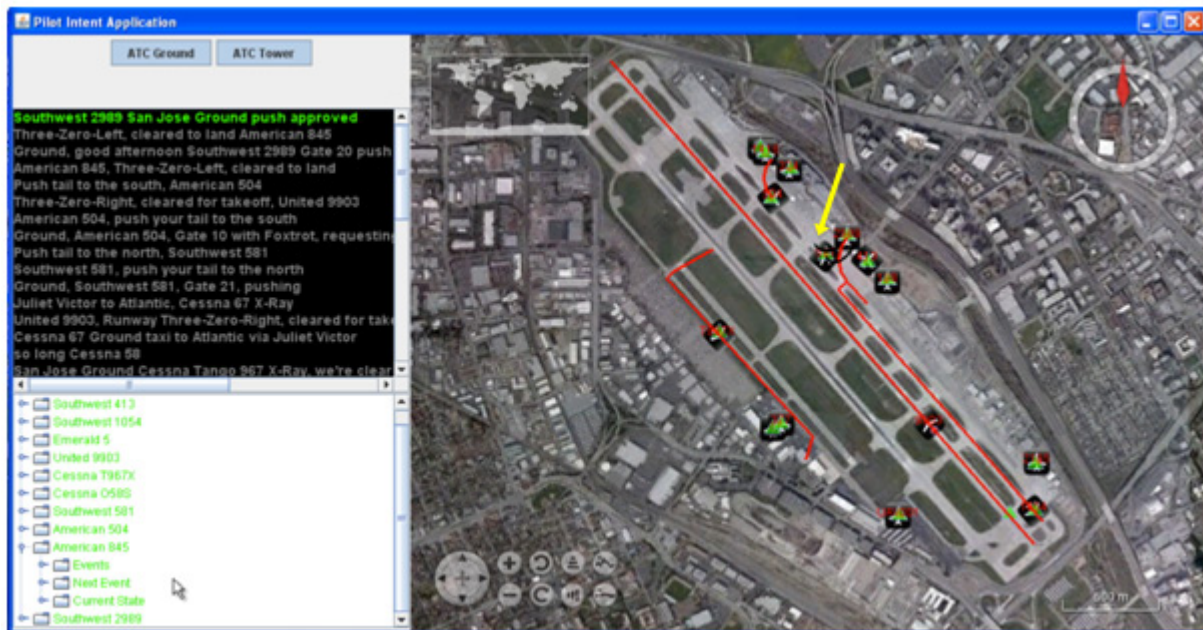 Pilot Intent Application
ATC Ground
ATC Tower
Southwest 2989 San Jose Ground push approved
Three-Zero-Left, cleared to land American 845
Ground, good afternoon Southwest 2989 Gate 20 push
American 845, Three-Zero-Left, cleared to land
Push tail to the south, American 504
Three-Zero-Right, cleared for takeoff, United 9903
American 504, push your tail to the south
Ground, American 504, Gate 10 with Foxtrot, requesting
Push tail to the north, Southwest 581
Southwest 581, push your tail to the north
Ground, Southwest 581, Gate 21, pushing
Juliet Victor to Atlantic, Cessna 67 X-Ray
United 9903, Runway Three-Zero-Right, cleared for take
Cessna 67 Ground taxi to Atlantic via Juliet Victor
so long Cessna 58
San Jose Ground Cessna Tango 967 X-Ray, we're clear
Southwest 413
Southwest 1054
Emerald 5
United 9903
Cessna T967X
Cessna O58S
Southwest 581
American 504
American 845
Events
Next Event
Current State
Southwest 2989
600 m